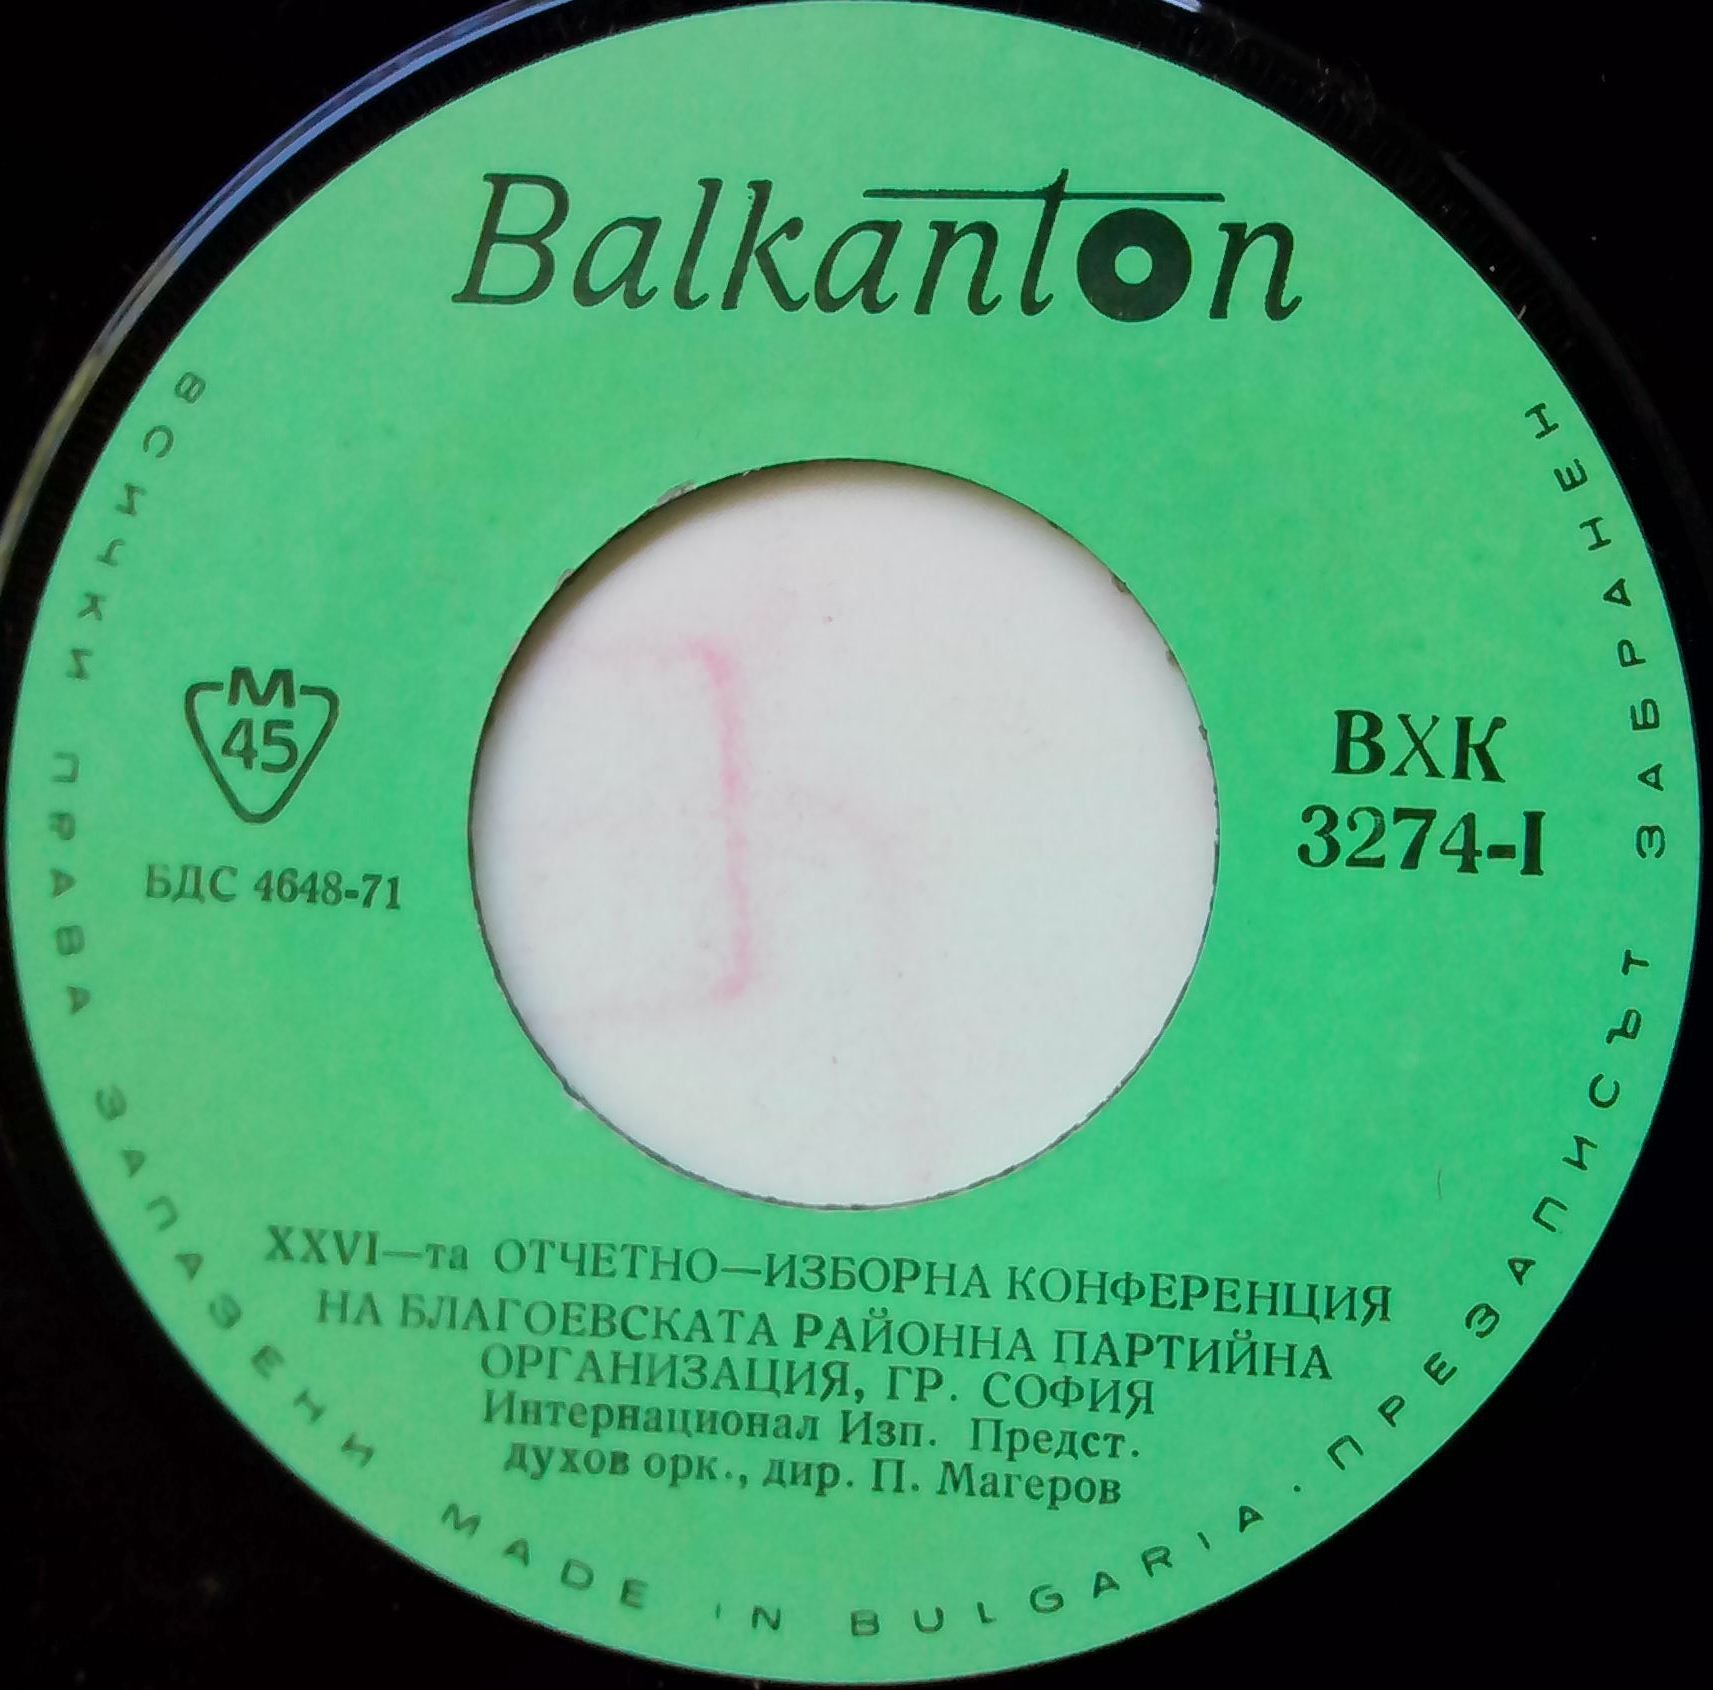 Balkanton
M
45
БДС 4648-71
ВХК
3274-I
XXVI—та ОТЧЕТНО—ИЗБОРНА КОНФЕРЕНЦИЯ
НА БЛАГОЕВСКАТА РАЙОННА ПАРТИЙНА
ОРГАНИЗАЦИЯ, ГР. СОФИЯ
Интернационал Изп. Предст.
духов орк., дир. П. Магеров
ВСИЧКИ ПРАВА ЗАПАЗЕНИ MADE IN BULGARIA. ПРЕЗАПИСЪТ ЗАБРАНЕН